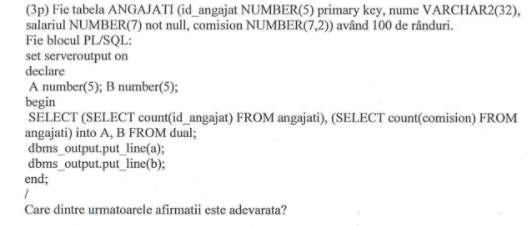 (3p) Fie tabela ANGAJATI (id_angajat NUMBER(5) primary key, nume VARCHAR2(32),
salariul NUMBER(7) not null, comision NUMBER(7,2)) având 100 de rânduri.
Fie blocul PL/SQL:
set serveroutput on
declare
A number(5); B number(5);
begin
SELECT (SELECT count(id_angajat) FROM angajati), (SELECT count(comision) FROM
angajati) into A, B FROM dual;
dbms_output.put_line(a);
dbms_output.put_line(b);
end;
/
Care dintre urmatoarele afirmatii este adevarata?